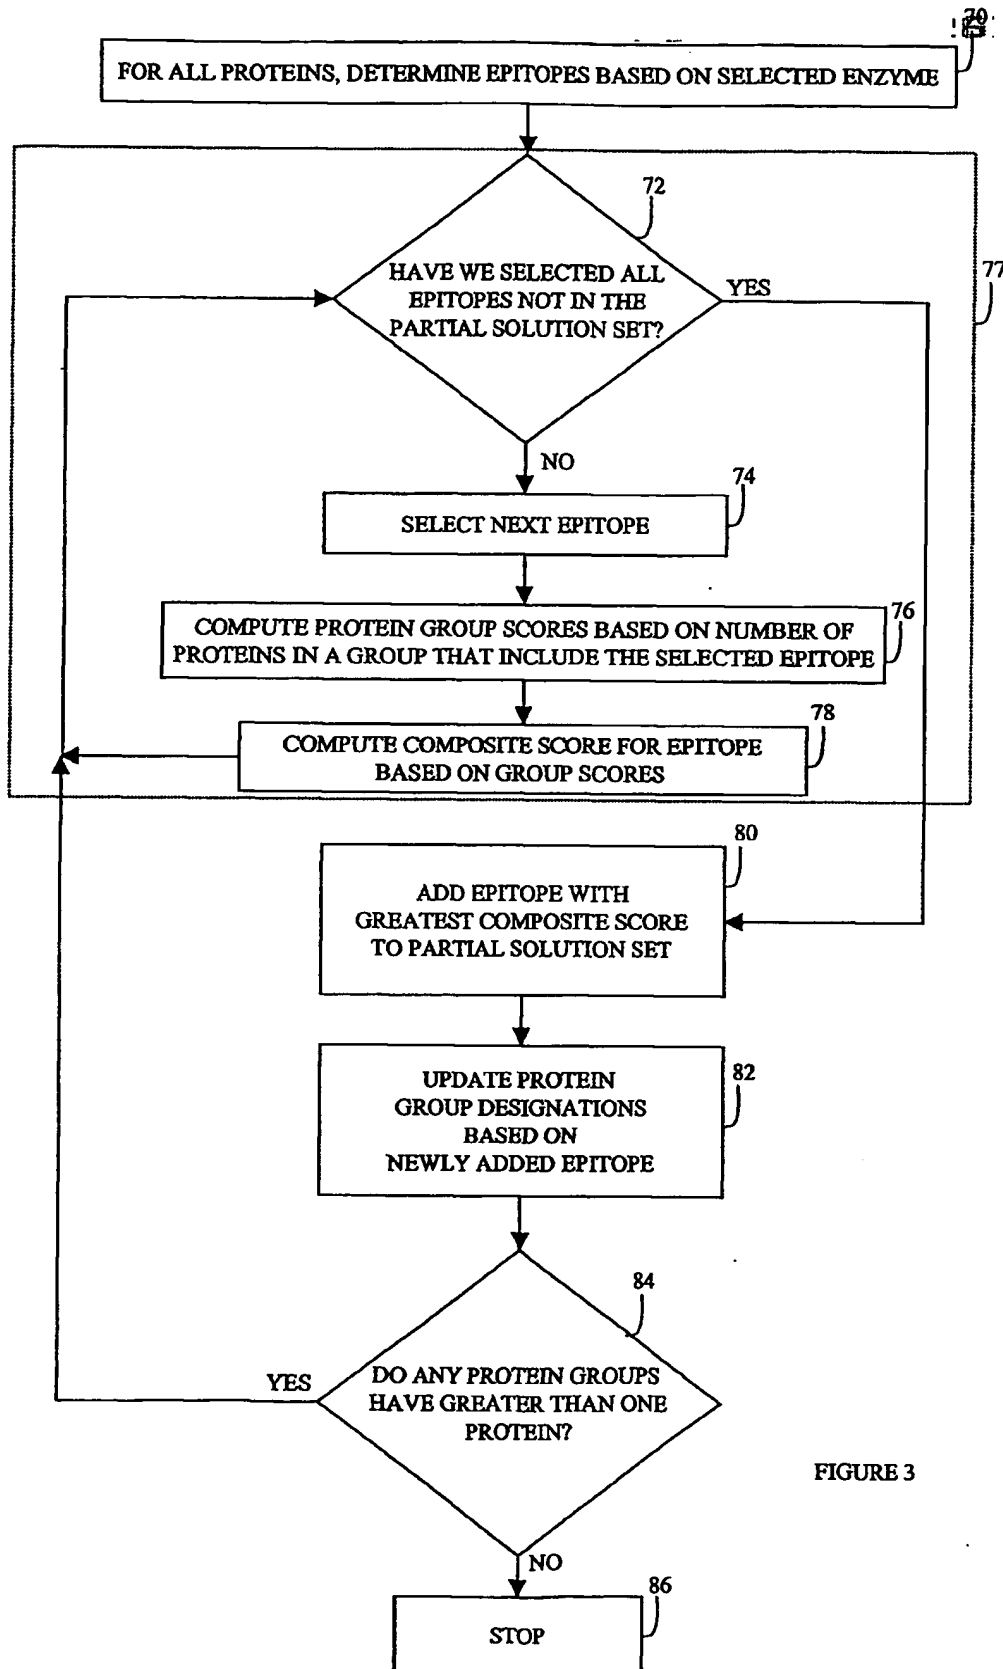 70
FOR ALL PROTEINS, DETERMINE EPITOPES BASED ON SELECTED ENZYME
72
HAVE WE SELECTED ALL
EPITOPES NOT IN THE
PARTIAL SOLUTION SET?
YES
77
NO
74
SELECT NEXT EPITOPE
76
COMPUTE PROTEIN GROUP SCORES BASED ON NUMBER OF
PROTEINS IN A GROUP THAT INCLUDE THE SELECTED EPITOPE
78
COMPUTE COMPOSITE SCORE FOR EPITOPE
BASED ON GROUP SCORES
80
ADD EPITOPE WITH
GREATEST COMPOSITE SCORE
TO PARTIAL SOLUTION SET
82
UPDATE PROTEIN
GROUP DESIGNATIONS
BASED ON
NEWLY ADDED EPITOPE
84
YES
DO ANY PROTEIN GROUPS
HAVE GREATER THAN ONE
PROTEIN?
FIGURE 3
NO
86
STOP